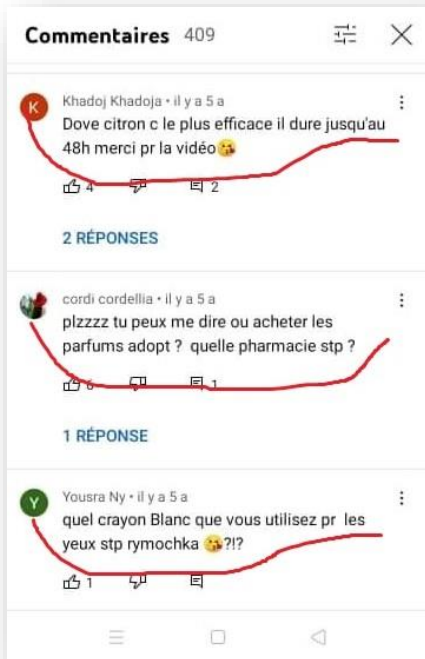 Commentaires 409
K
Khadoj Khadoja • il y a 5 a
Dove citron c le plus efficace il dure jusqu'au
48h merci pr la vidéo😘
4 2
2 RÉPONSES
cordi cordellia • il y a 5 a
plzzzz tu peux me dire ou acheter les
parfums adopt ? quelle pharmacie stp ?
6 1
1 RÉPONSE
Y
Yousra Ny • il y a 5 a
quel crayon Blanc que vous utilisez pr les
yeux stp rymochka 😘?!?
1